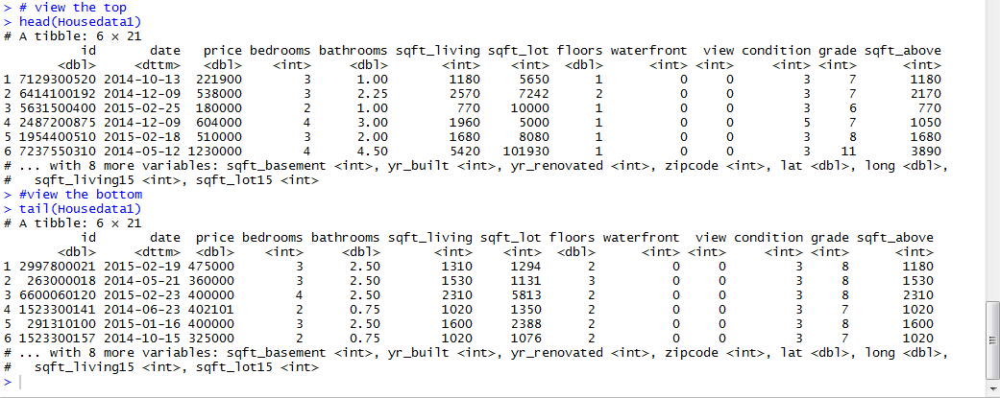 > # view the top
> head(Housedata1)
# A tibble: 6 × 21
id date price bedrooms bathrooms sqft_living sqft_lot floors waterfront view condition grade sqft_above
<dbl> <dttm> <dbl> <int> <dbl> <int> <int> <dbl> <int> <int> <int> <int> <int>
1 7129300520 2014-10-13 221900 3 1.00 1180 5650 1 0 0 3 7 1180
2 6414100192 2014-12-09 538000 3 2.25 2570 7242 2 0 0 3 7 2170
3 5631500400 2015-02-25 180000 2 1.00 770 10000 1 0 0 3 6 770
4 2487200875 2014-12-09 604000 4 3.00 1960 5000 1 0 0 5 7 1050
5 1954400510 2015-02-18 510000 3 2.00 1680 8080 1 0 0 3 8 1680
6 7237550310 2014-05-12 1230000 4 4.50 5420 101930 1 0 0 3 11 3890
# ... with 8 more variables: sqft_basement <int>, yr_built <int>, yr_renovated <int>, zipcode <int>, lat <dbl>, long <dbl>,
# sqft_living15 <int>, sqft_lot15 <int>
> #view the bottom
> tail(Housedata1)
# A tibble: 6 × 21
id date price bedrooms bathrooms sqft_living sqft_lot floors waterfront view condition grade sqft_above
<dbl> <dttm> <dbl> <int> <dbl> <int> <int> <dbl> <int> <int> <int> <int> <int>
1 2997800021 2015-02-19 475000 3 2.50 1310 1294 2 0 0 3 8 1180
2 263000018 2014-05-21 360000 3 2.50 1530 1131 3 0 0 3 8 1530
3 6600060120 2015-02-23 400000 4 2.50 2310 5813 2 0 0 3 8 2310
4 1523300141 2014-06-23 402101 2 0.75 1020 1350 2 0 0 3 7 1020
5 291310100 2015-01-16 400000 3 2.50 1600 2388 2 0 0 3 8 1600
6 1523300157 2014-10-15 325000 2 0.75 1020 1076 2 0 0 3 7 1020
# ... with 8 more variables: sqft_basement <int>, yr_built <int>, yr_renovated <int>, zipcode <int>, lat <dbl>, long <dbl>,
# sqft_living15 <int>, sqft_lot15 <int>
>